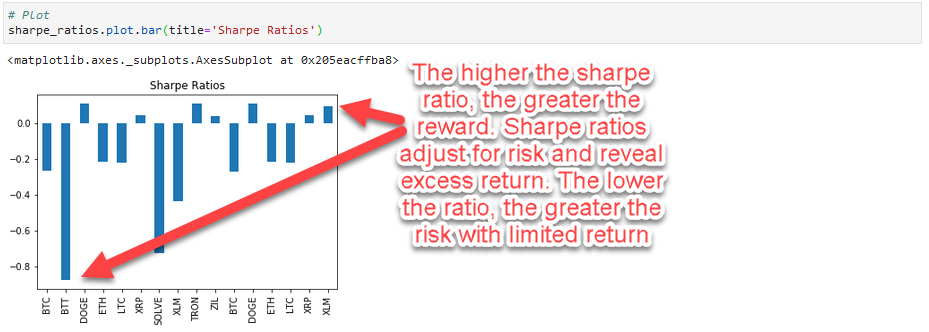 # Plot
sharpe_ratios.plot.bar(title='Sharpe Ratios')
<matplotlib.axes._subplots.AxesSubplot at 0x205eacffba8>
Sharpe Ratios
0.0
−0.2
−0.4
−0.6
−0.8
BTC
BTT
DOGE
ETH
LTC
XRP
SOLVE
XLM
TRON
ZIL
BTC
DOGE
ETH
LTC
XRP
XLM
The higher the sharpe
ratio, the greater the
reward. Sharpe ratios
adjust for risk and reveal
excess return. The lower
the ratio, the greater the
risk with limited return